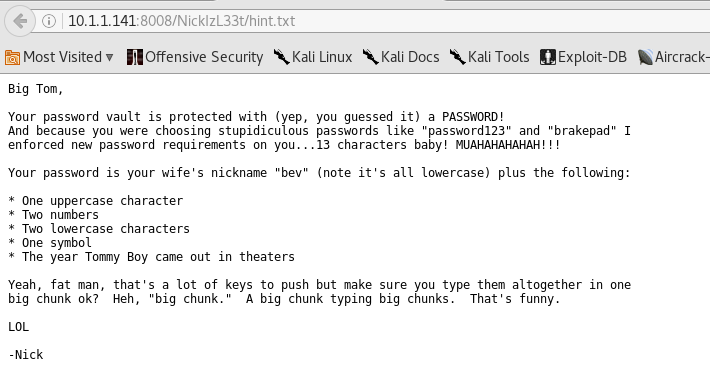 10.1.1.141:8008/NickIzL33t/hint.txt
Most Visited Offensive Security Kali Linux Kali Docs Kali Tools Exploit-DB Aircrack-
Big Tom,
Your password vault is protected with (yep, you guessed it) a PASSWORD!
And because you were choosing stupidiculous passwords like "password123" and "brakepad" I
enforced new password requirements on you...13 characters baby! MUAHAHAHAHAH!!!
Your password is your wife's nickname "bev" (note it's all lowercase) plus the following:
* One uppercase character
* Two numbers
* Two lowercase characters
* One symbol
* The year Tommy Boy came out in theaters
Yeah, fat man, that's a lot of keys to push but make sure you type them altogether in one
big chunk ok?  Heh, "big chunk."  A big chunk typing big chunks.  That's funny.
LOL
-Nick